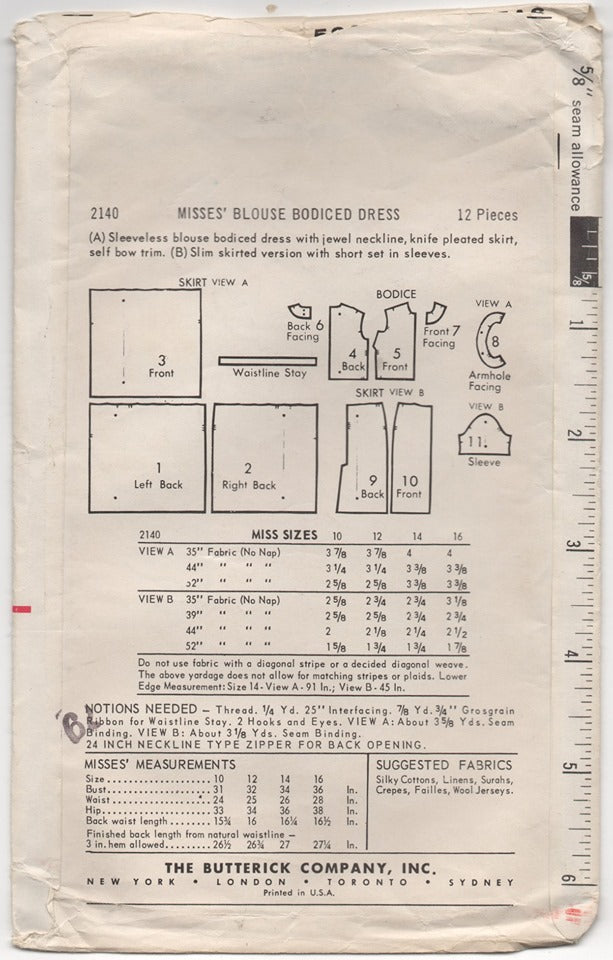 5/8" seam allowance
2140 MISSES' BLOUSE BODICED DRESS 12 Pieces
(A) Sleeveless blouse bodiced dress with jewel neckline, knife pleated skirt,
self bow trim. (B) Slim skirted version with short set in sleeves.
SKIRT VIEW A
BODICE
VIEW A
3
Front
Waistline Stay
Back 6
Facing
4
Back
5
Front
Front 7
Facing
8
Armhole
Facing
SKIRT VIEW B
VIEW B
1
Left Back
2
Right Back
9
Back
10
Front
11.
Sleeve
2140 MISS SIZES 10 12 14 16
VIEW A 35" Fabric (No Nap) 3 7/8 3 7/8 4 4
44" " " " 3 1/4 3 1/4 3 3/8 3 3/8
52" " " " 2 5/8 2 5/8 3 3/8 3 3/8
VIEW B 35" Fabric (No Nap) 2 5/8 2 3/4 2 3/4 3 1/8
39" " " " 2 5/8 2 5/8 2 3/4 2 3/4
44" " " " 2 2 1/8 2 1/4 2 1/2
52" " " " 1 5/8 1 3/4 1 3/4 1 7/8
Do not use fabric with a diagonal stripe or a decided diagonal weave.
The above yardage does not allow for matching stripes or plaids. Lower
Edge Measurement: Size 14 - View A - 91 In.; View B - 45 In.
NOTIONS NEEDED — Thread. 1/4 Yd. 25" Interfacing. 7/8 Yd. 3/4" Grosgrain
Ribbon for Waistline Stay. 2 Hooks and Eyes. VIEW A: About 3 5/8 Yds. Seam
Binding. VIEW B: About 3 1/8 Yds. Seam Binding.
24 INCH NECKLINE TYPE ZIPPER FOR BACK OPENING.
MISSES' MEASUREMENTS
Size 10 12 14 16
Bust 31 32 34 36 In.
Waist 24 25 26 28 In.
Hip 33 34 36 38 In.
Back waist length 15¾ 16 16¼ 16½ In.
Finished back length from natural waistline —
3 in. hem allowed 26½ 26¾ 27 27¼ In.
SUGGESTED FABRICS
Silky Cottons, Linens, Surahs,
Crepes, Failles, Wool Jerseys.
THE BUTTERICK COMPANY, INC.
NEW YORK • LONDON • TORONTO • SYDNEY
Printed in U.S.A.
5/8
1
2
3
4
5
6